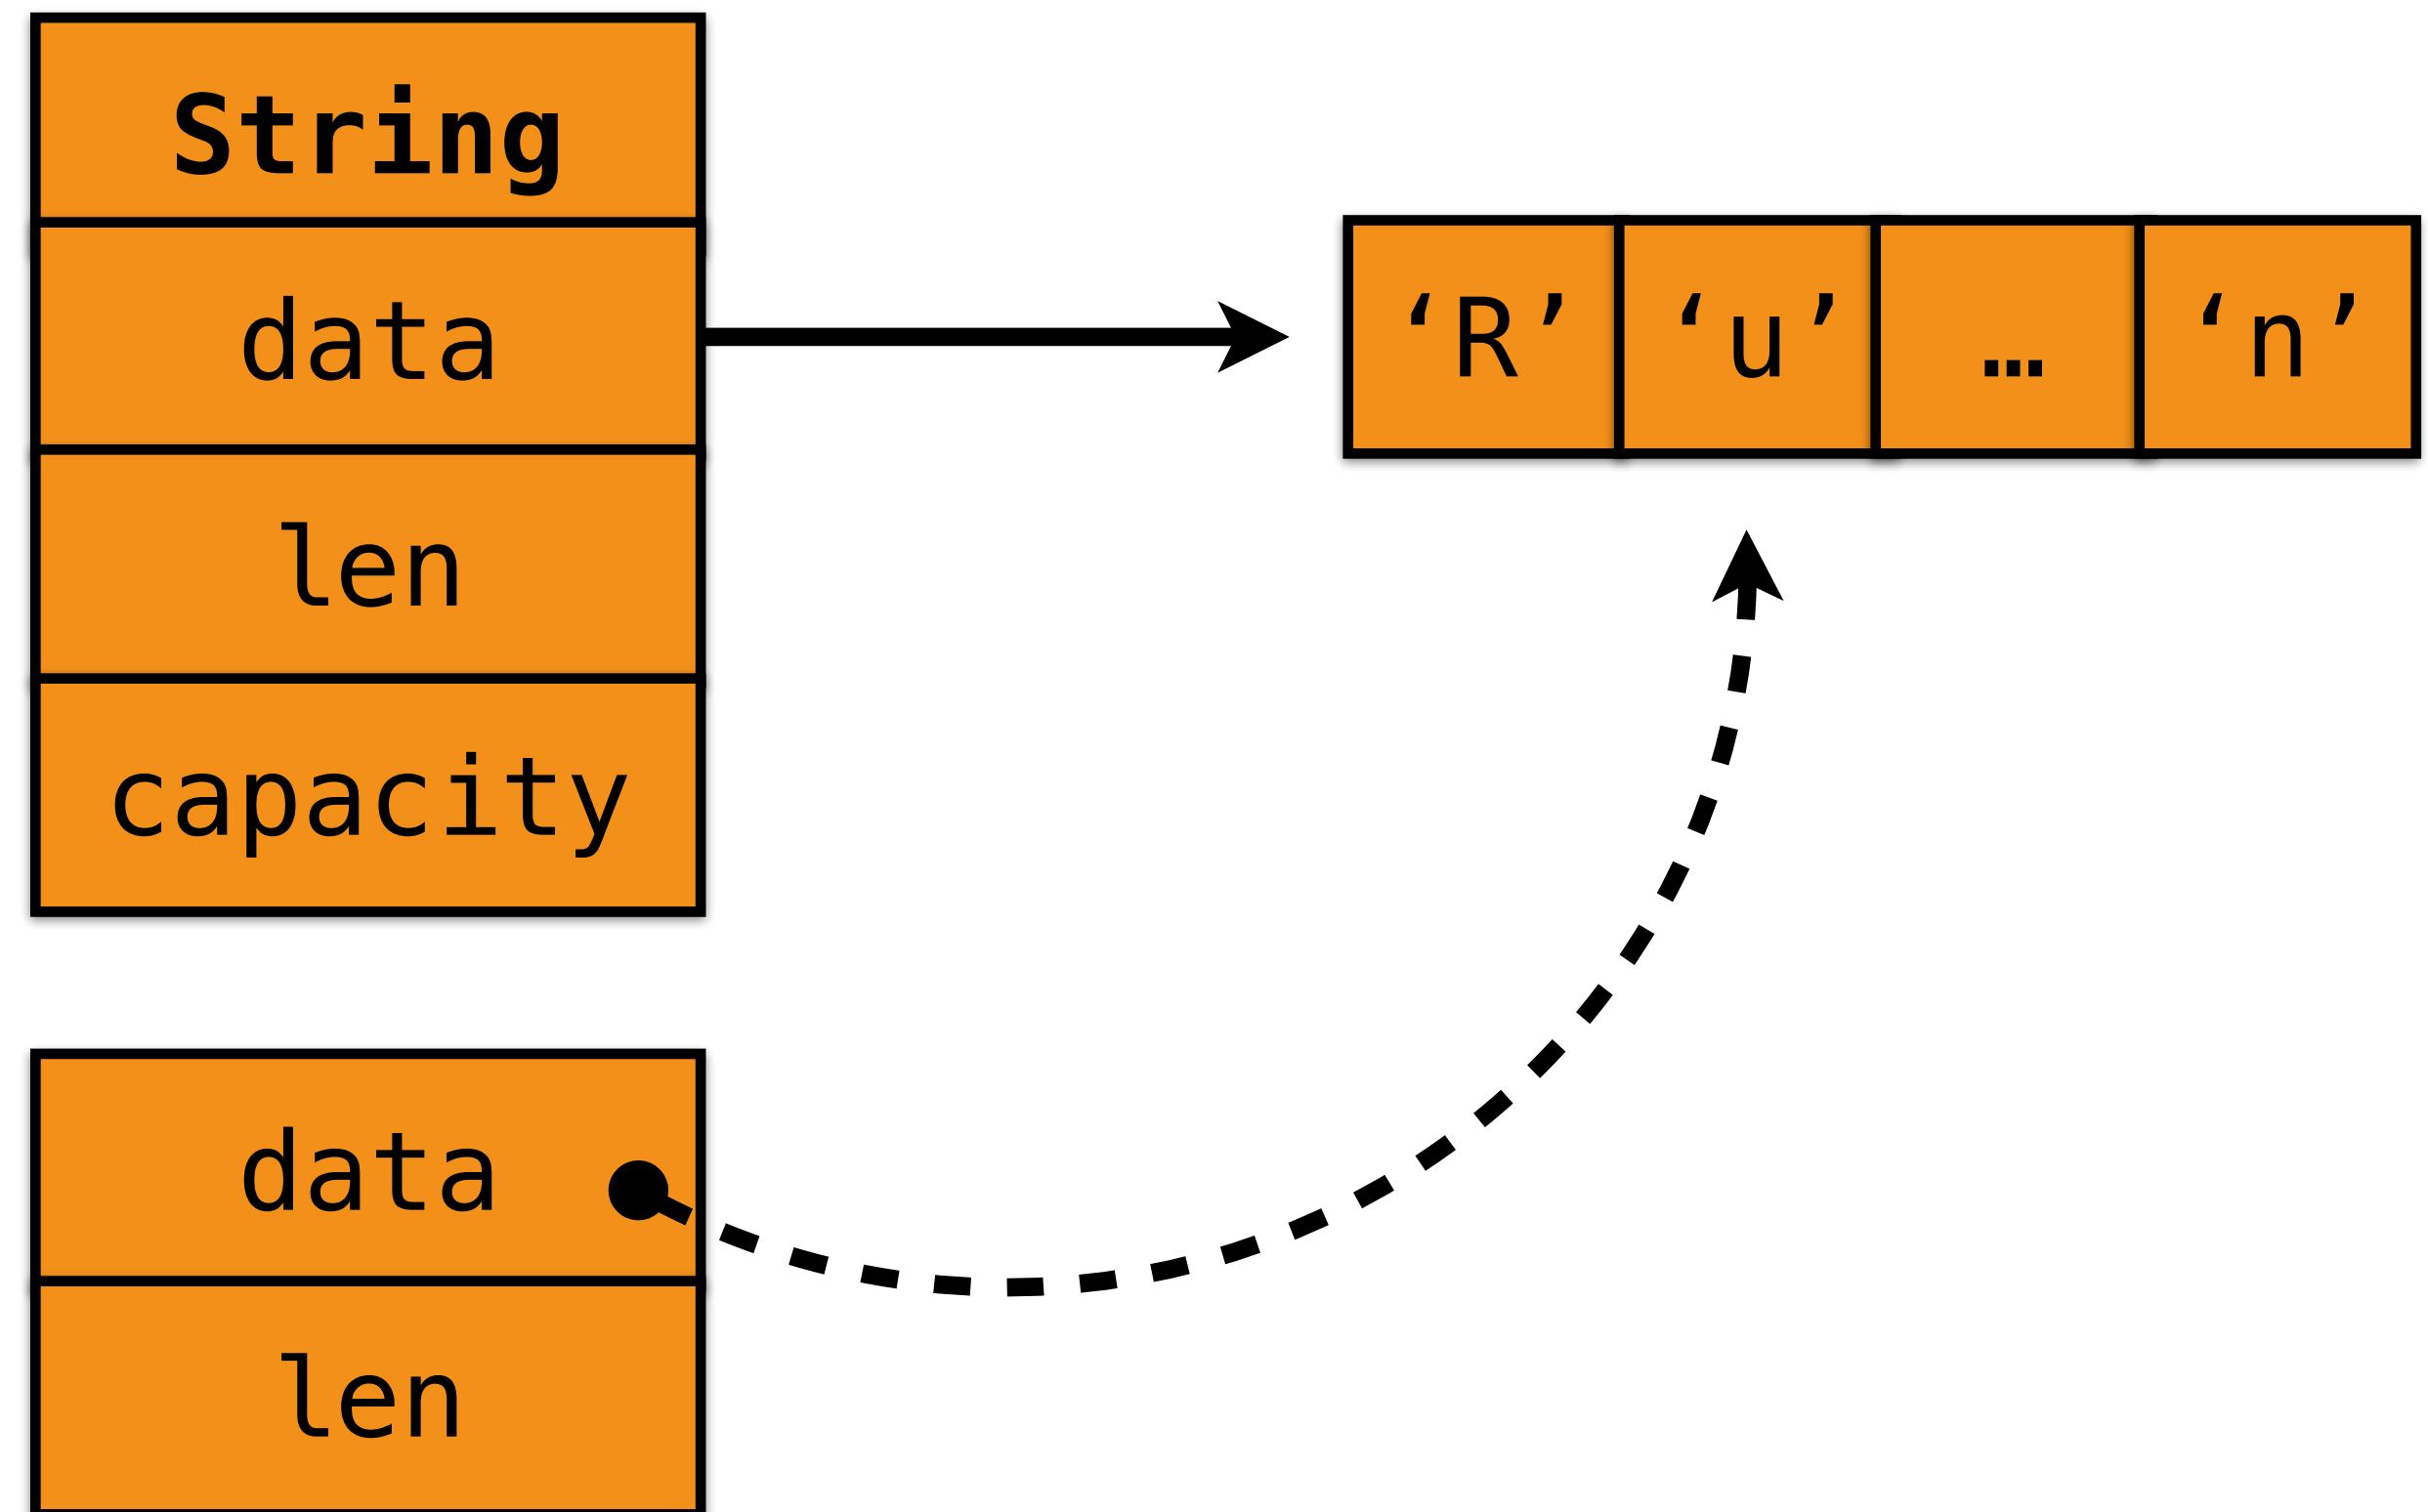 String
data
‘R’ ‘u’ … ‘n’
len
capacity
data
len